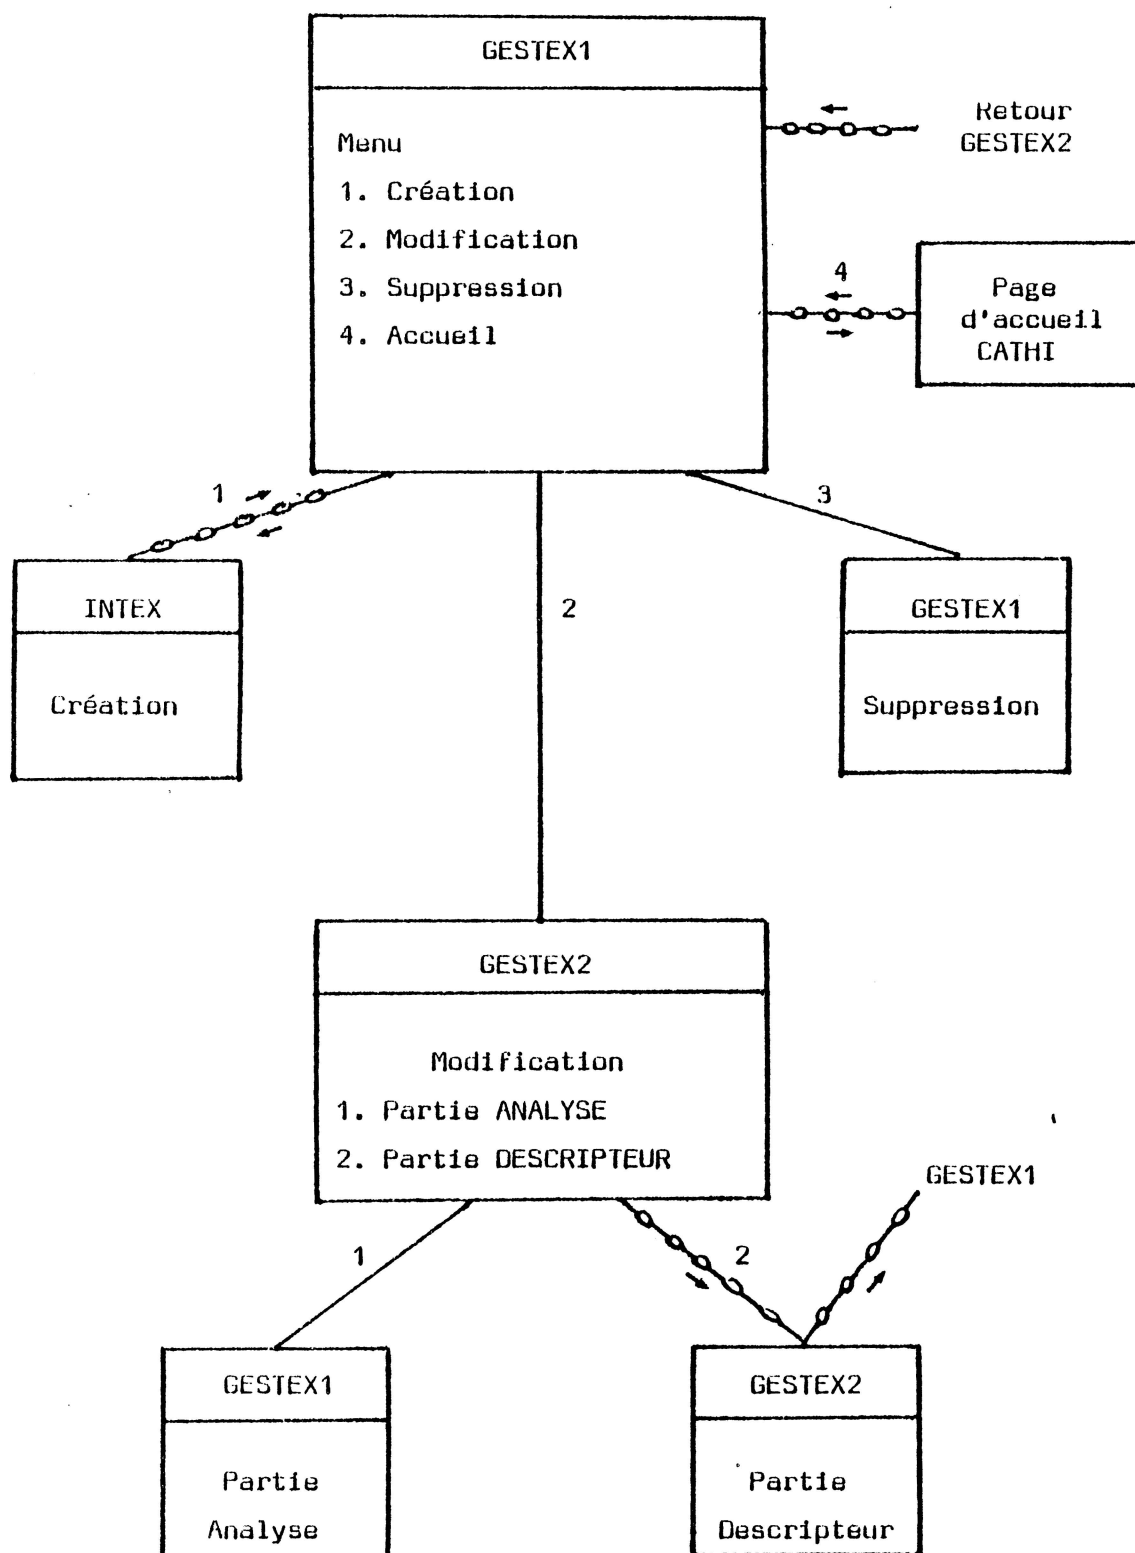 GESTEX1
Retour
GESTEX2
Menu
1. Création
2. Modification
3. Suppression
4. Accueil
4
Page
d'accueil
CATHI
1
3
INTEX
Création
2
GESTEX1
Suppression
GESTEX2
Modification
1. Partie ANALYSE
2. Partie DESCRIPTEUR
GESTEX1
1
2
GESTEX1
Partie
Analyse
GESTEX2
Partie
Descripteur